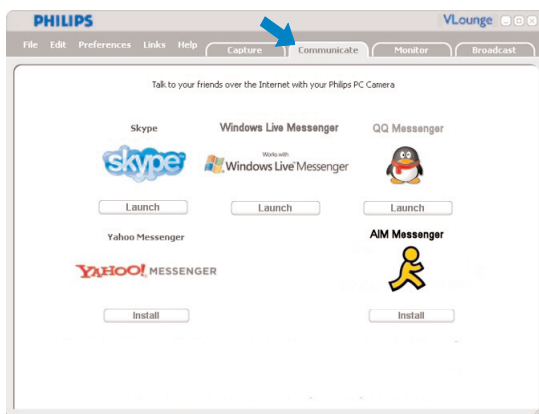 PHILIPS VLounge
File Edit Preferences Links Help Capture Communicate Monitor Broadcast
Talk to your friends over the Internet with your Philips PC Camera
Skype Windows Live Messenger QQ Messenger
skype Works with
Windows Live Messenger
Launch Launch Launch
Yahoo Messenger AIM Messenger
YAHOO! MESSENGER
Install Install